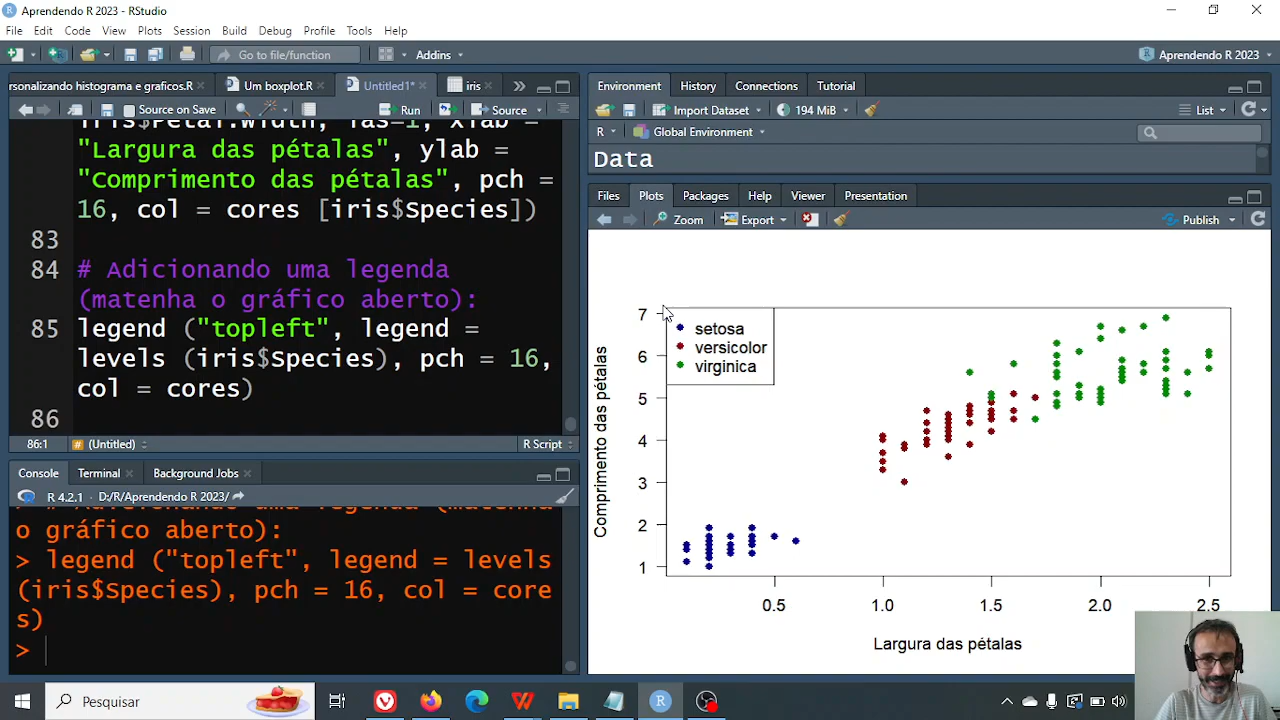 Aprendendo R 2023 - RStudio
File Edit Code View Plots Session Build Debug Profile Tools Help
Go to file/function Addins Aprendendo R 2023
rsonalizando histograma e graficos.R Um boxplot.R Untitled1* iris
Source on Save Run Source
"Largura das pétalas", ylab =
"Comprimento das pétalas", pch =
16, col = cores [iris$Species])
83
84 # Adicionando uma legenda
(matenha o gráfico aberto):
85 legend ("topleft", legend =
levels (iris$Species), pch = 16,
col = cores)
86
86:1 (Untitled) R Script
Console Terminal Background Jobs
R 4.2.1 · D:/R/Aprendendo R 2023/
o gráfico aberto):
> legend ("topleft", legend = levels
(iris$Species), pch = 16, col = core
s)
>
Environment History Connections Tutorial
Import Dataset 194 MiB List
R Global Environment
Data
Files Plots Packages Help Viewer Presentation
Zoom Export Publish
7
6
5
4
3
2
1
Comprimento das pétalas
setosa
versicolor
virginica
0.5 1.0 1.5 2.0 2.5
Largura das pétalas
Pesquisar